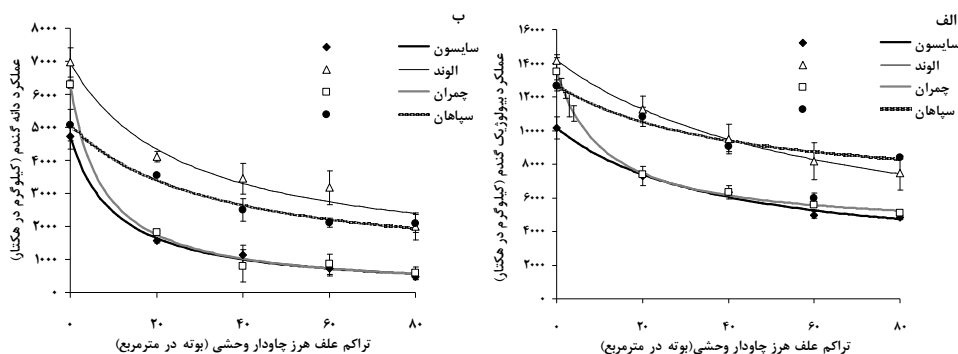 الف
عملکرد بیولوژیک گندم (کیلوگرم در هکتار)
۱۶۰۰۰
۱۴۰۰۰
۱۲۰۰۰
۱۰۰۰۰
۸۰۰۰
۶۰۰۰
۴۰۰۰
۲۰۰۰
۰
۰ ۲۰ ۴۰ ۶۰ ۸۰
تراکم علف هرز چاودار وحشی(بوته در مترمربع)
سایسون
الوند
چمران
سپاهان
ب
عملکرد دانه گندم (کیلوگرم در هکتار)
۸۰۰۰
۷۰۰۰
۶۰۰۰
۵۰۰۰
۴۰۰۰
۳۰۰۰
۲۰۰۰
۱۰۰۰
۰
۰ ۲۰ ۴۰ ۶۰ ۸۰
تراکم علف هرز چاودار وحشی(بوته در مترمربع)
سایسون
الوند
چمران
سپاهان